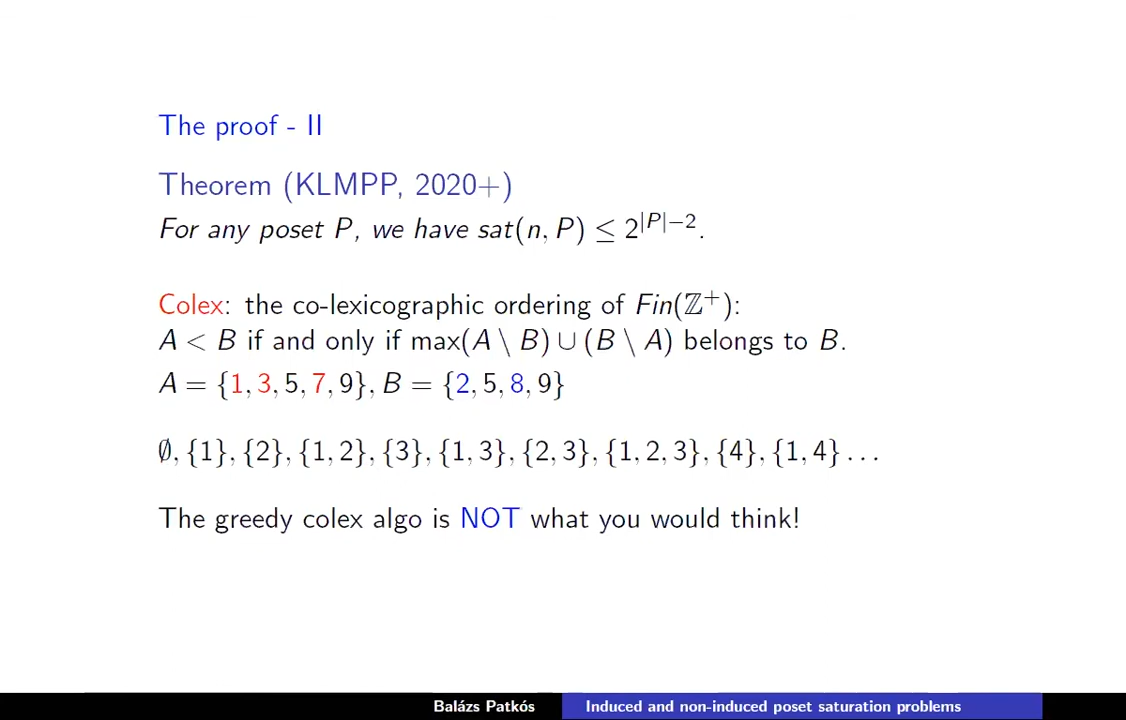 The proof - II
Theorem (KLMPP, 2020+)
For any poset P, we have sat(n, P) ≤ 2^{|P|−2}.
Colex: the co-lexicographic ordering of Fin(ℤ⁺):
A < B if and only if max(A \ B) ∪ (B \ A) belongs to B.
A = {1, 3, 5, 7, 9}, B = {2, 5, 8, 9}
∅, {1}, {2}, {1, 2}, {3}, {1, 3}, {2, 3}, {1, 2, 3}, {4}, {1, 4} . . .
The greedy colex algo is NOT what you would think!
Balázs Patkós Induced and non-induced poset saturation problems